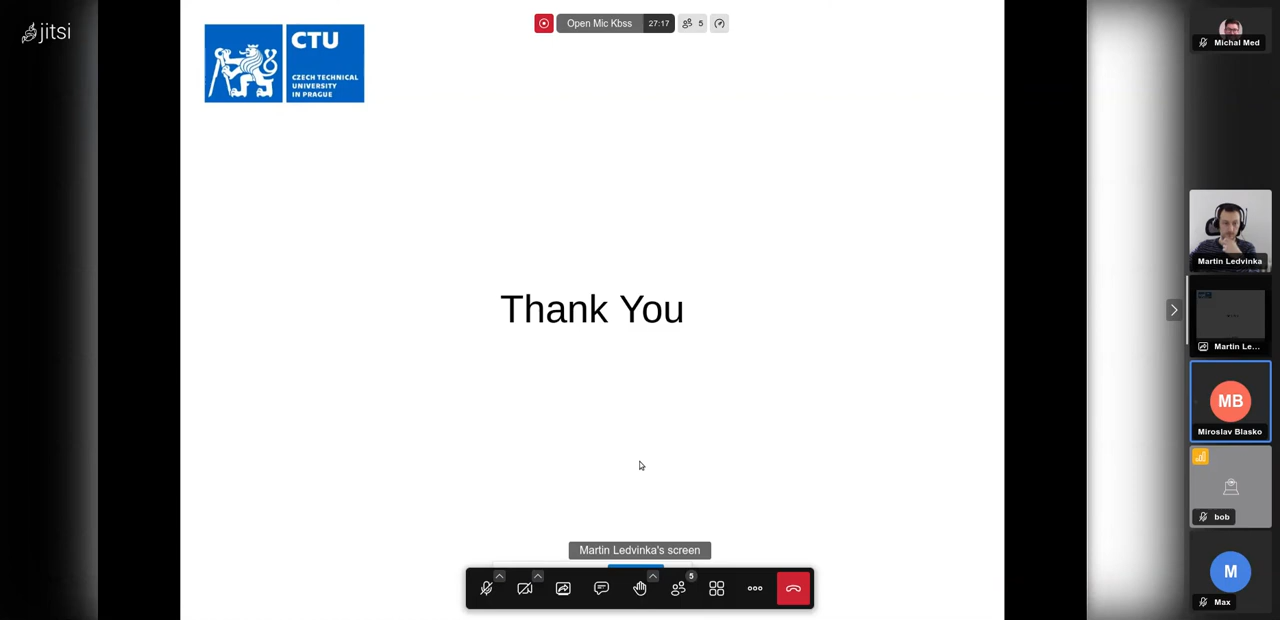 jitsi
CTU
CZECH TECHNICAL
UNIVERSITY
IN PRAGUE
Open Mic Kbss
27:17
5
Thank You
Martin Ledvinka's screen
5
Michal Med
Martin Ledvinka
Martin Le...
MB
Miroslav Blasko
bob
M
Max